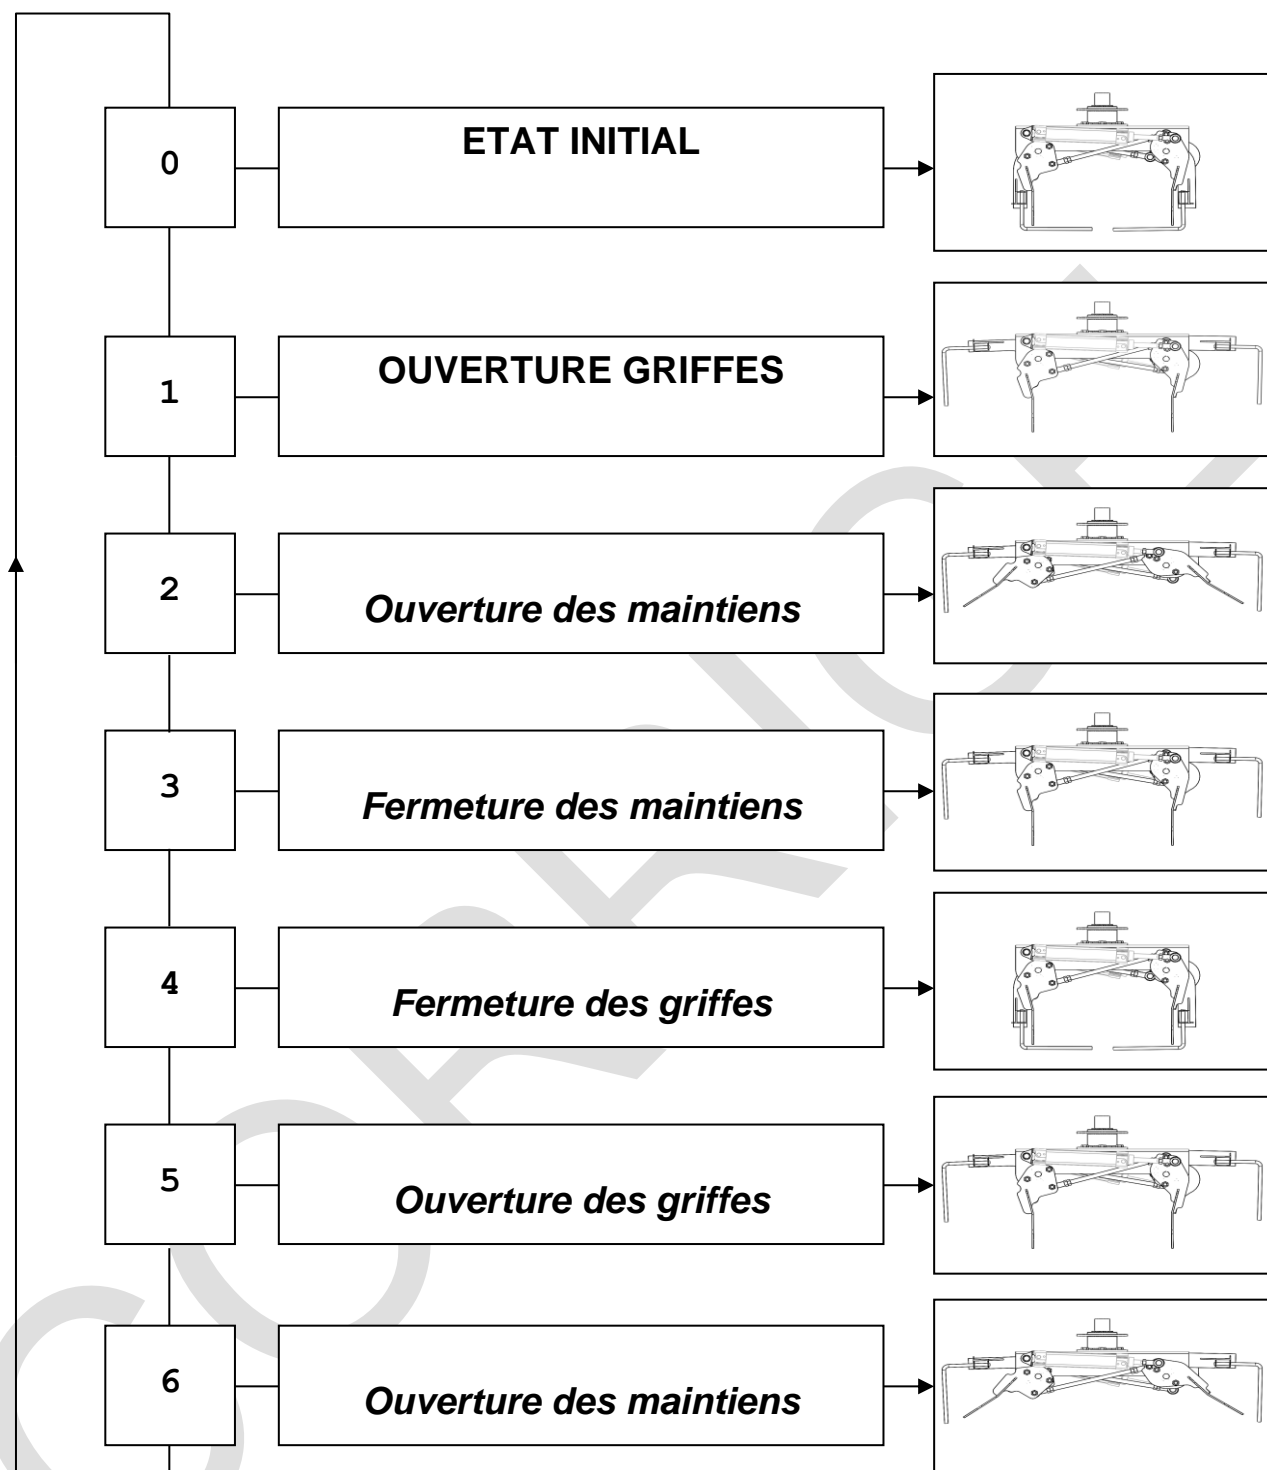 0
ETAT INITIAL
1
OUVERTURE GRIFFES
2
Ouverture des maintiens
3
Fermeture des maintiens
4
Fermeture des griffes
5
Ouverture des griffes
6
Ouverture des maintiens